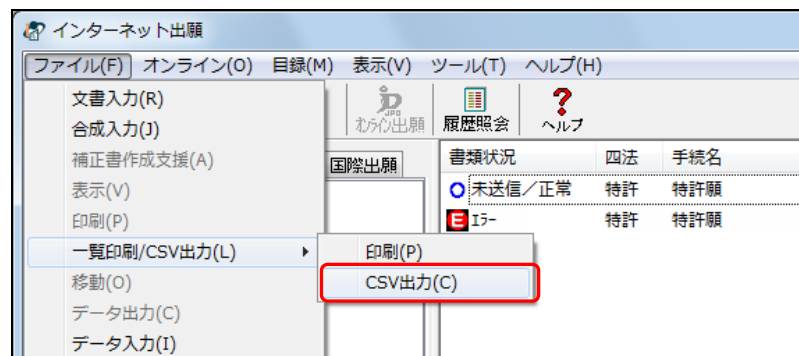 インターネット出願
ファイル(F) オンライン(O) 目録(M) 表示(V) ツール(T) ヘルプ(H)
文書入力(R)
合成入力(J)
補正書作成支援(A)
表示(V)
印刷(P)
一覧印刷/CSV出力(L)
移動(O)
データ出力(C)
データ入力(I)
印刷(P)
CSV出力(C)
JPO
オンライン出願 履歴照会 ヘルプ
国際出願
書類状況 四法 手続名
未送信/正常 特許 特許願
E エラー 特許 特許願